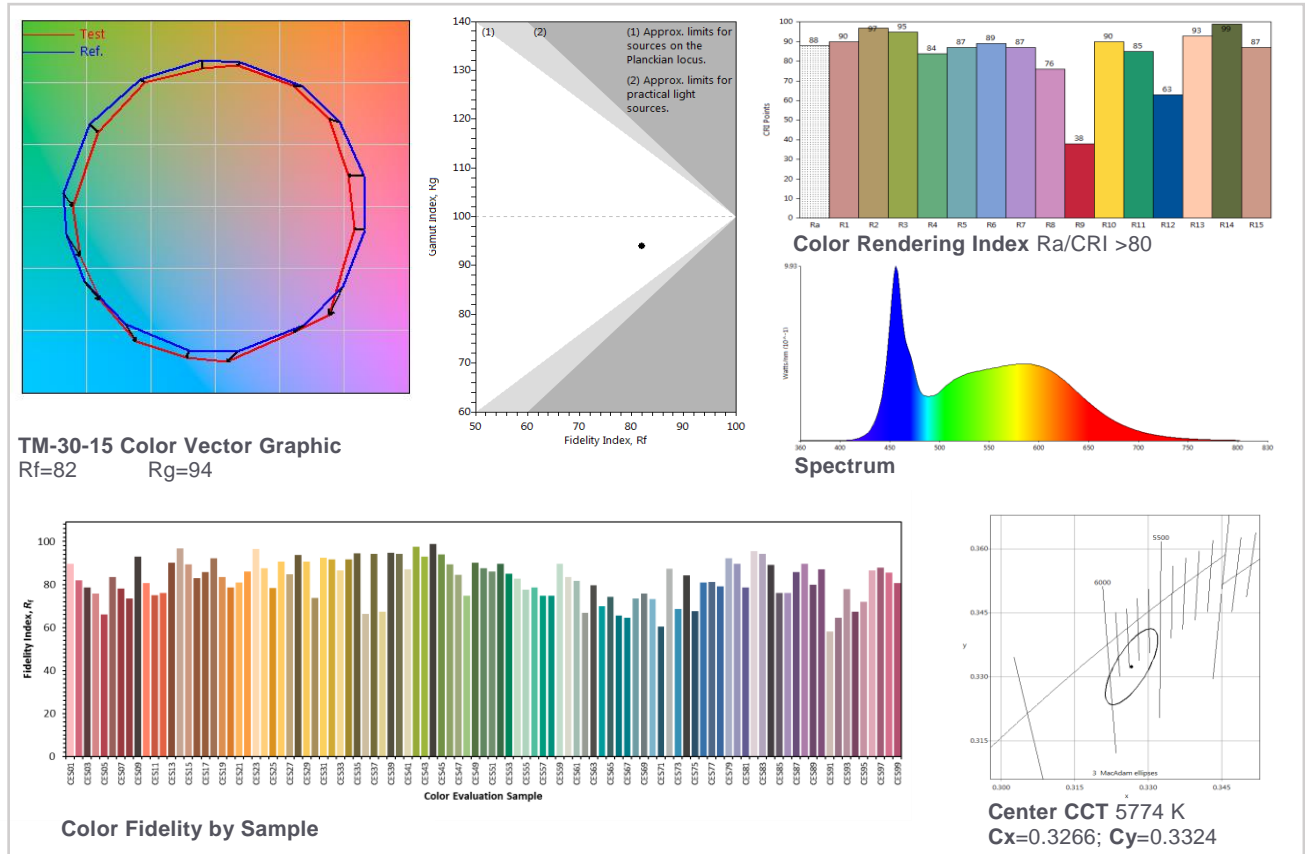 Test
Ref.
TM-30-15 Color Vector Graphic
Rf=82 Rg=94
140
130
120
110
100
90
80
70
60
Gamut Index, Rg
(1) (2)
(1) Approx. limits for
sources on the
Planckian locus.
(2) Approx. limits for
practical light
sources.
50 60 70 80 90 100
Fidelity Index, Rf
100
90
80
70
60
50
40
30
20
10
0
CRI Points
88 90 97 95 84 87 89 87 76 38 90 85 63 93 99 87
Ra R1 R2 R3 R4 R5 R6 R7 R8 R9 R10 R11 R12 R13 R14 R15
Color Rendering Index Ra/CRI >80
9.93
Watts/nm (10^-1)
360 400 450 500 550 600 650 700 750 800 830
Spectrum
100
80
60
40
20
0
Fidelity Index, Rf
CES01 CES03 CES05 CES07 CES09 CES11 CES13 CES15 CES17 CES19 CES21 CES23 CES25 CES27 CES29 CES31 CES33 CES35 CES37 CES39 CES41 CES43 CES45 CES47 CES49 CES51 CES53 CES55 CES57 CES59 CES61 CES63 CES65 CES67 CES69 CES71 CES73 CES75 CES77 CES79 CES81 CES83 CES85 CES87 CES89 CES91 CES93 CES95 CES97 CES99
Color Evaluation Sample
Color Fidelity by Sample
0.360
0.345
0.330
0.315
y
5500
6000
3 MacAdam ellipses
0.300 0.315 0.330 0.345
x
Center CCT 5774 K
Cx=0.3266; Cy=0.3324